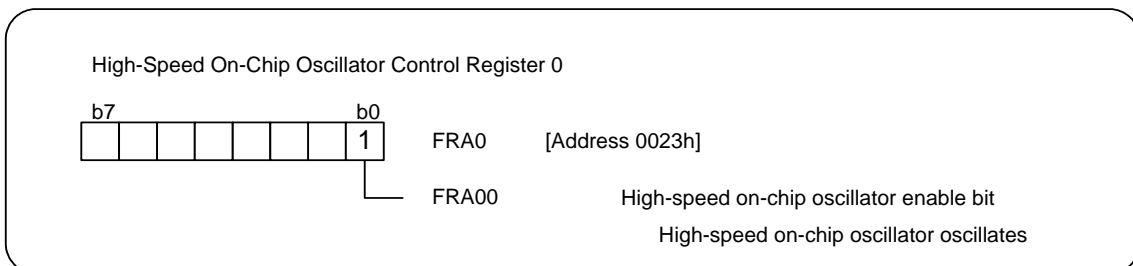 High-Speed On-Chip Oscillator Control Register 0
b7 b0
1 FRA0 [Address 0023h]
FRA00 High-speed on-chip oscillator enable bit
High-speed on-chip oscillator oscillates